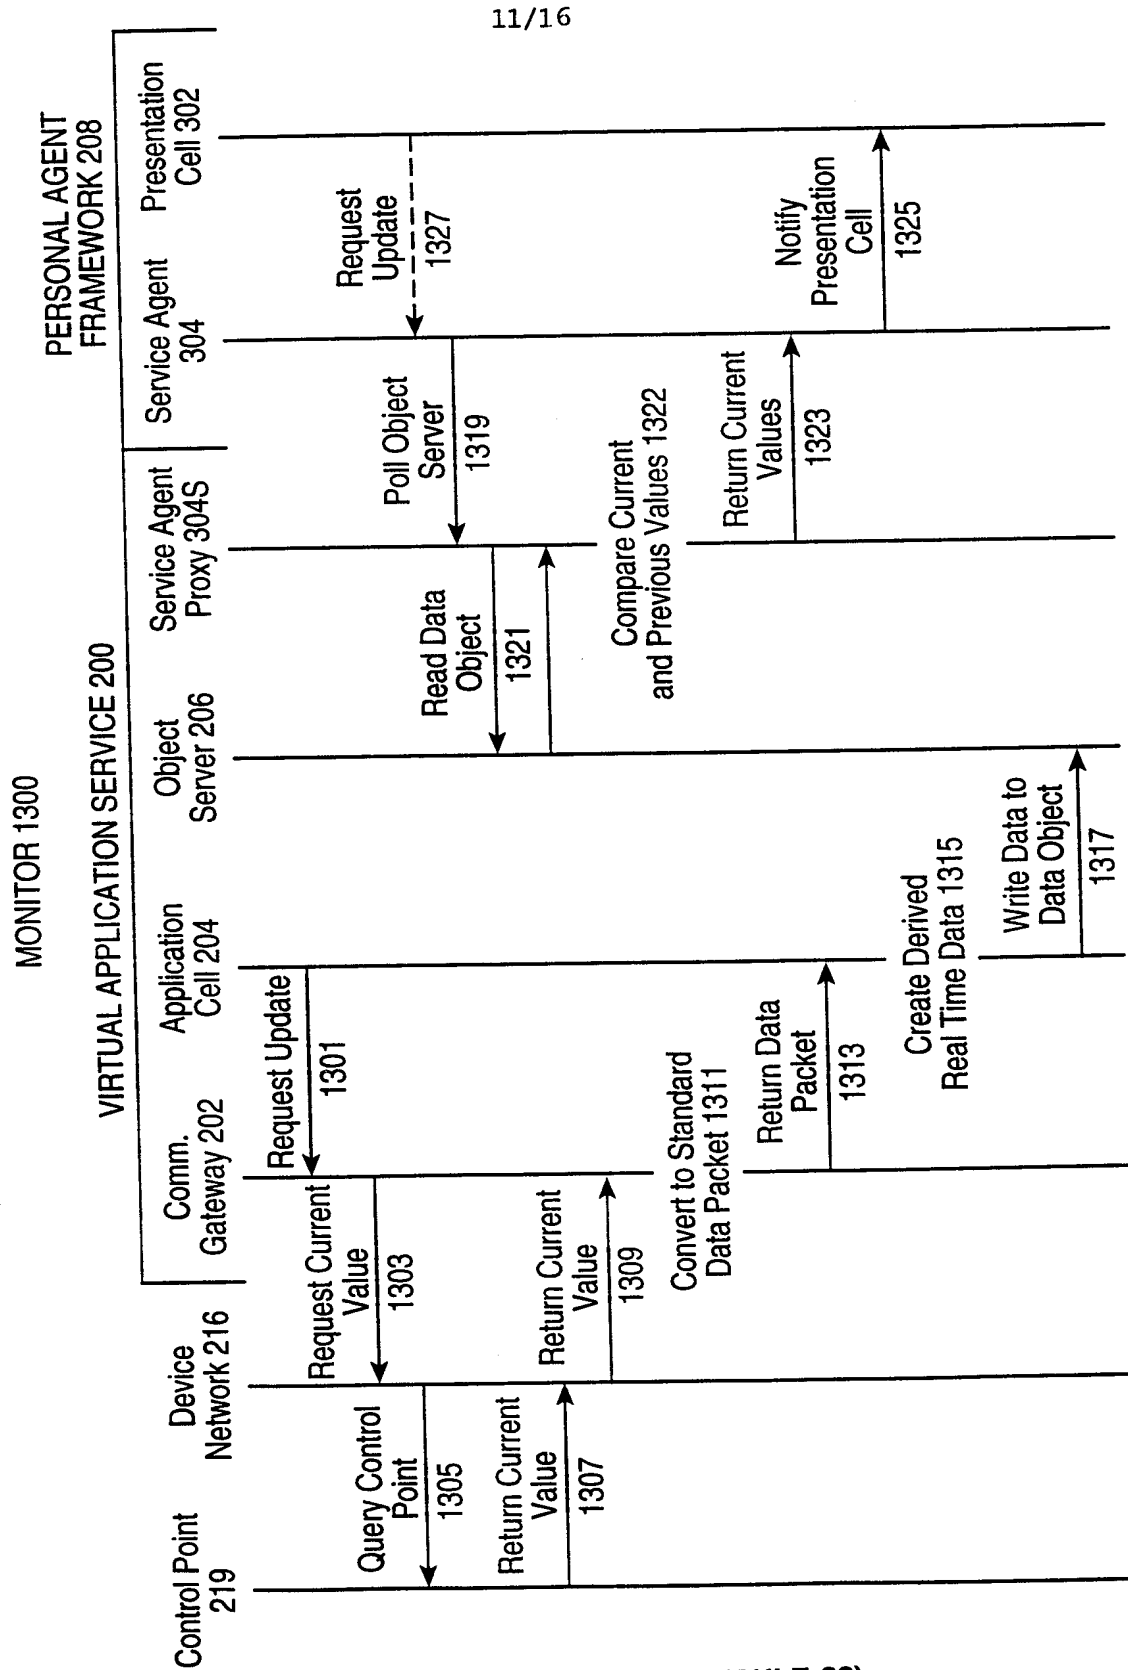 11/16
MONITOR 1300
VIRTUAL APPLICATION SERVICE 200
PERSONAL AGENT
FRAMEWORK 208
Control Point
219
Device
Network 216
Comm.
Gateway 202
Application
Cell 204
Object
Server 206
Service Agent
Proxy 304S
Service Agent
304
Presentation
Cell 302
Request Update
1301
Request Current
Value
1303
Query Control
Point
1305
Return Current
Value
1307
Return Current
Value
1309
Convert to Standard
Data Packet 1311
Return Data
Packet
1313
Create Derived
Real Time Data 1315
Write Data to
Data Object
1317
Request
Update
1327
Poll Object
Server
1319
Read Data
Object
1321
Compare Current
and Previous Values 1322
Return Current
Values
1323
Notify
Presentation
Cell
1325